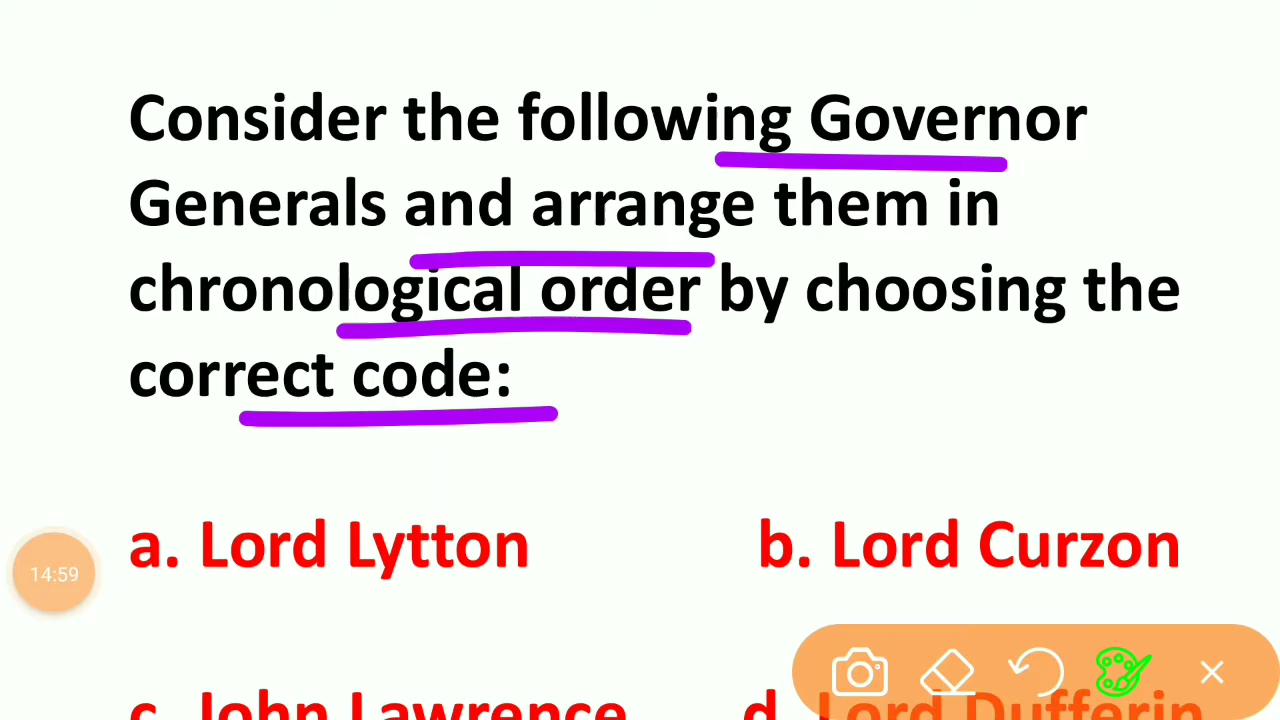 Consider the following Governor
Generals and arrange them in
chronological order by choosing the
correct code:
a. Lord Lytton b. Lord Curzon
14:59
c. John Lawrence d. Lord Dufferin